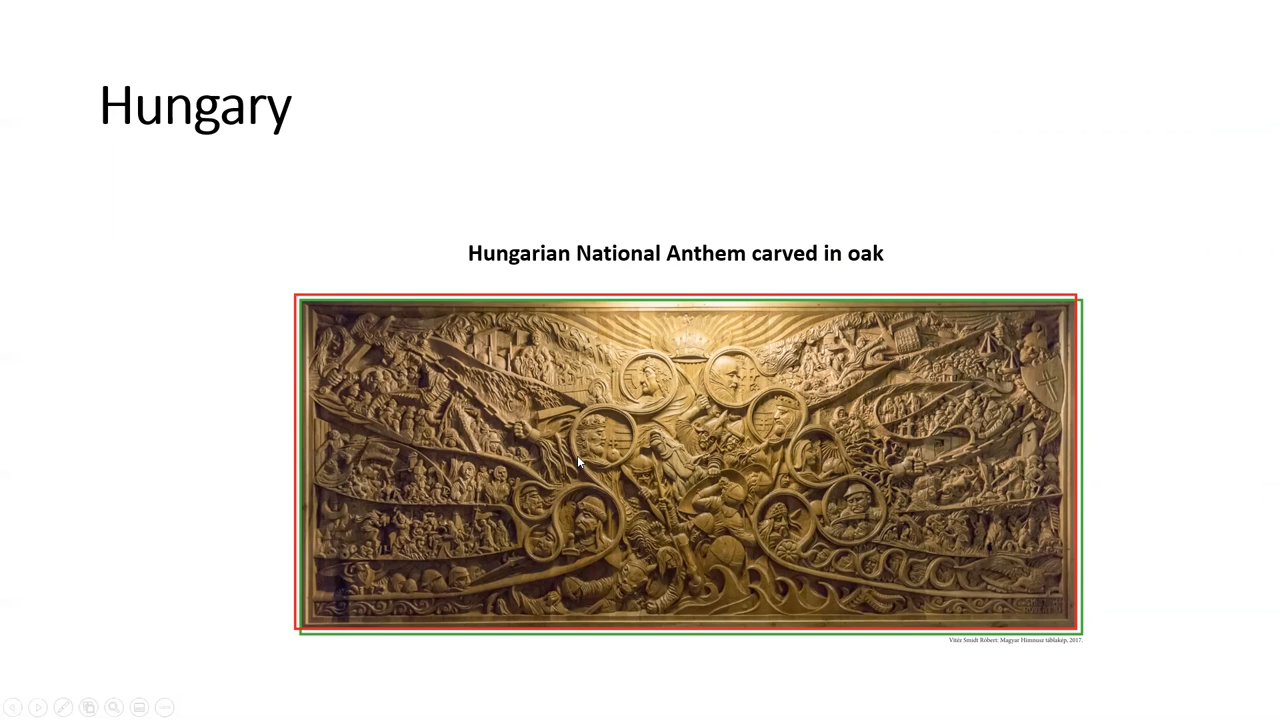 Hungary
Hungarian National Anthem carved in oak
Vitéz Smidt Róbert: Magyar Himnusz táblakép, 2017.